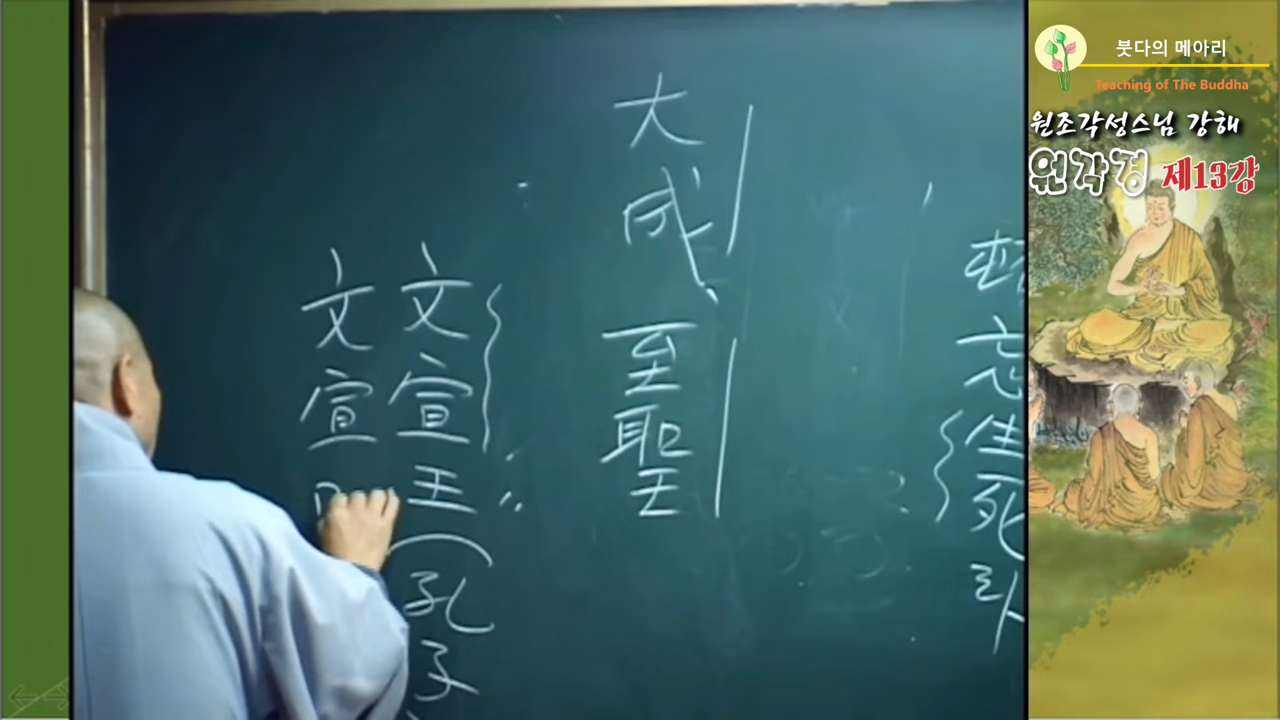 붓다의 메아리
Teaching of The Buddha
원조각성스님 강해
원각경 제13강
忘生死라
大成至聖
文宣王(孔子
文宣